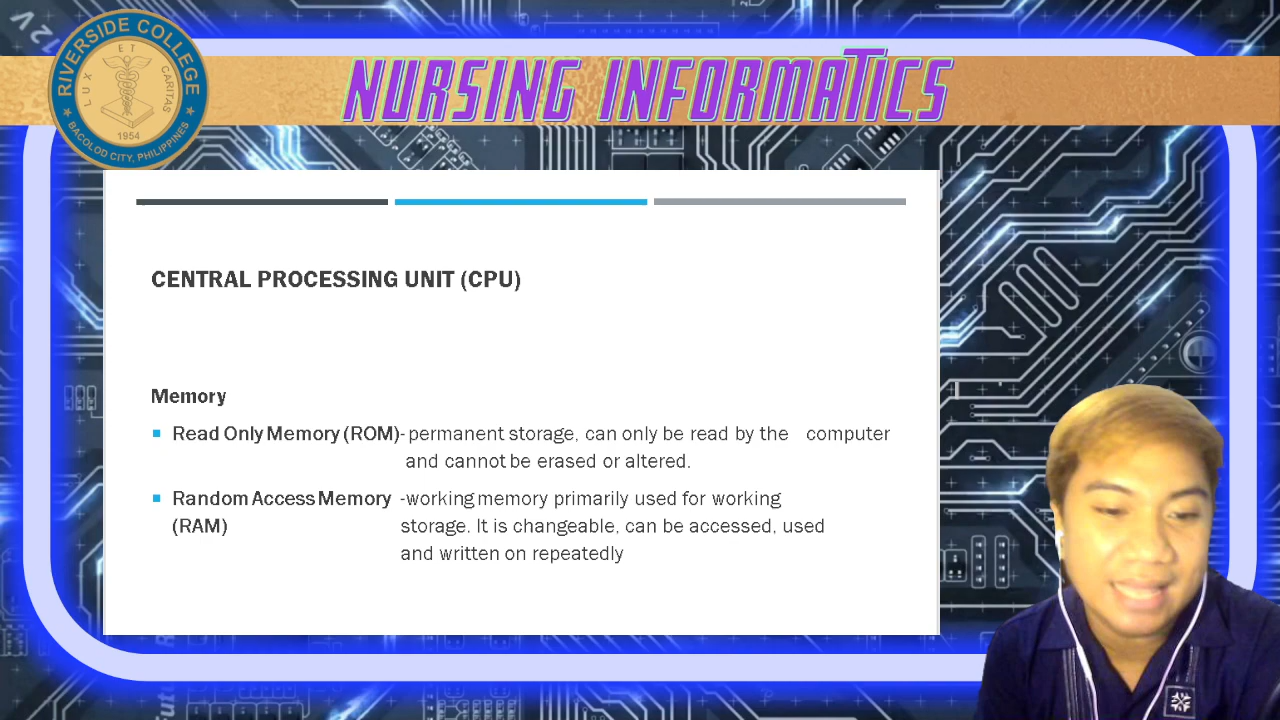 RIVERSIDE COLLEGE
ET
LUX
CARITAS
1954
BACOLOD CITY, PHILIPPINES
NURSING INFORMATICS
12V
CENTRAL PROCESSING UNIT (CPU)
Memory
Read Only Memory (ROM)- permanent storage, can only be read by the computer
and cannot be erased or altered.
Random Access Memory -working memory primarily used for working
(RAM) storage. It is changeable, can be accessed, used
and written on repeatedly